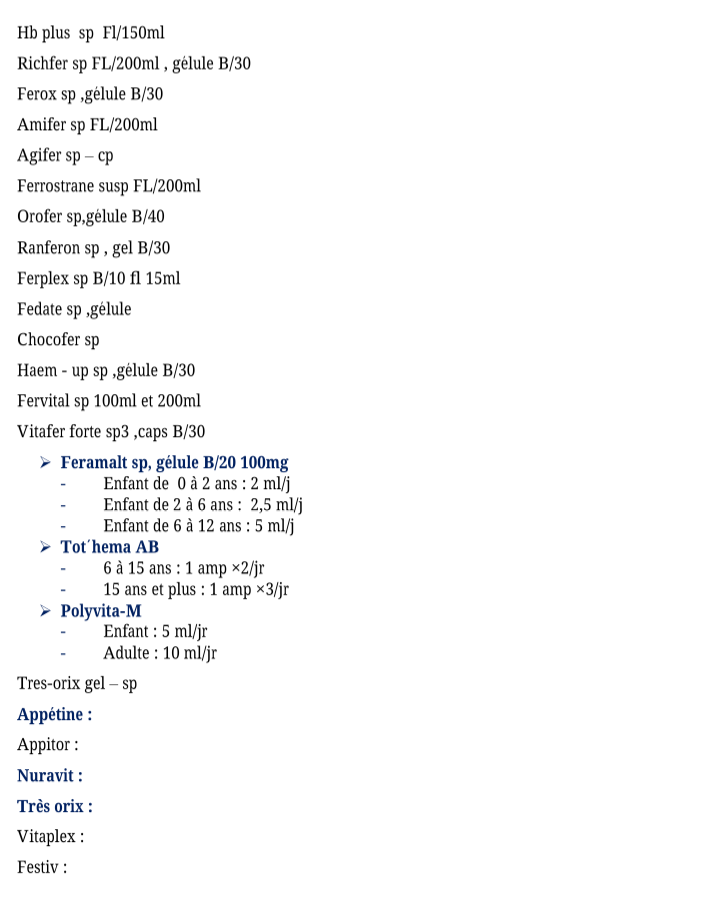 Hb plus  sp  Fl/150ml
Richfer sp FL/200ml , gélule B/30
Ferox sp ,gélule B/30
Amifer sp FL/200ml
Agifer sp – cp
Ferrostrane susp FL/200ml
Orofer sp,gélule B/40
Ranferon sp , gel B/30
Ferplex sp B/10 fl 15ml
Fedate sp ,gélule
Chocofer sp
Haem - up sp ,gélule B/30
Fervital sp 100ml et 200ml
Vitafer forte sp3 ,caps B/30
➢ Feramalt sp, gélule B/20 100mg
- Enfant de  0 à 2 ans : 2 ml/j
- Enfant de 2 à 6 ans :  2,5 ml/j
- Enfant de 6 à 12 ans : 5 ml/j
➢ Tot´hema AB
- 6 à 15 ans : 1 amp ×2/jr
- 15 ans et plus : 1 amp ×3/jr
➢ Polyvita-M
- Enfant : 5 ml/jr
- Adulte : 10 ml/jr
Tres-orix gel – sp
Appétine :
Appitor :
Nuravit :
Très orix :
Vitaplex :
Festiv :